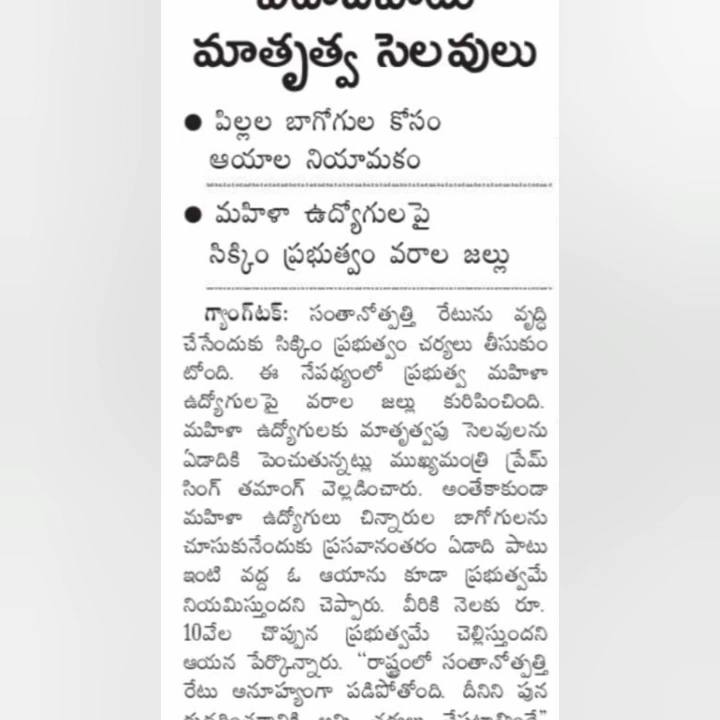 మాతృత్వ సెలవులు
● పిల్లల బాగోగుల కోసం
ఆయాల నియామకం
● మహిళా ఉద్యోగులపై
సిక్కిం ప్రభుత్వం వరాల జల్లు
గ్యాంగ్‌టక్: సంతానోత్పత్తి రేటును వృద్ధి
చేసేందుకు సిక్కిం ప్రభుత్వం చర్యలు తీసుకుం
టోంది. ఈ నేపథ్యంలో ప్రభుత్వ మహిళా
ఉద్యోగులపై వరాల జల్లు కురిపించింది.
మహిళా ఉద్యోగులకు మాతృత్వపు సెలవులను
ఏడాదికి పెంచుతున్నట్లు ముఖ్యమంత్రి ప్రేమ్
సింగ్ తమాంగ్ వెల్లడించారు. అంతేకాకుండా
మహిళా ఉద్యోగులు చిన్నారుల బాగోగులను
చూసుకునేందుకు ప్రసవానంతరం ఏడాది పాటు
ఇంటి వద్ద ఓ ఆయాను కూడా ప్రభుత్వమే
నియమిస్తుందని చెప్పారు. వీరికి నెలకు రూ.
10వేల చొప్పున ప్రభుత్వమే చెల్లిస్తుందని
ఆయన పేర్కొన్నారు. “రాష్ట్రంలో సంతానోత్పత్తి
రేటు అనూహ్యంగా పడిపోతోంది. దీనిని పున